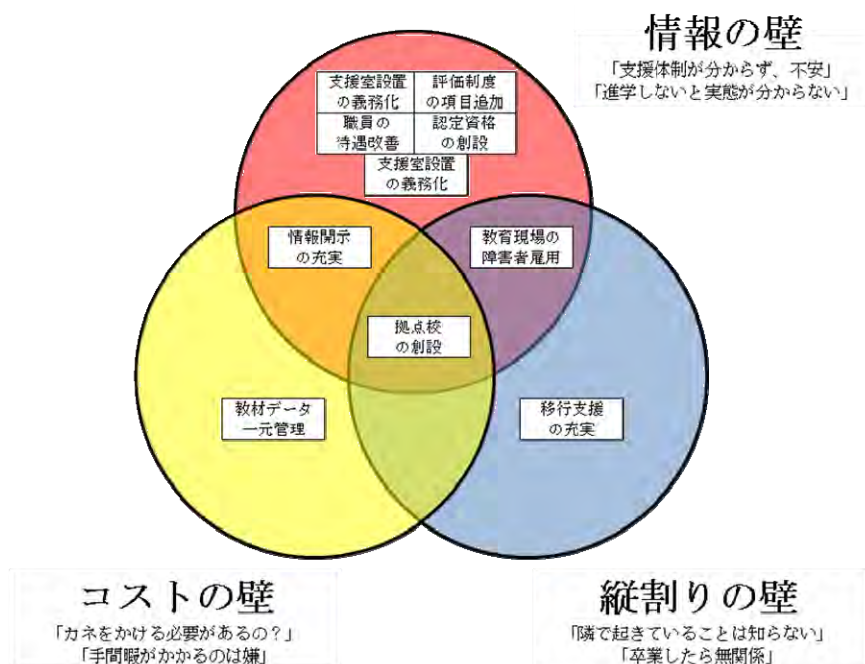 情報の壁
「支援体制が分からず、不安」
「進学しないと実態が分からない」
支援室設置
の義務化
評価制度
の項目追加
職員の
待遇改善
認定資格
の創設
支援室設置
の義務化
情報開示
の充実
教育現場の
障害者雇用
拠点校
の創設
教材データ
一元管理
移行支援
の充実
コストの壁
「カネをかける必要があるの？」
「手間暇がかかるのは嫌」
縦割りの壁
「隣で起きていることは知らない」
「卒業したら無関係」